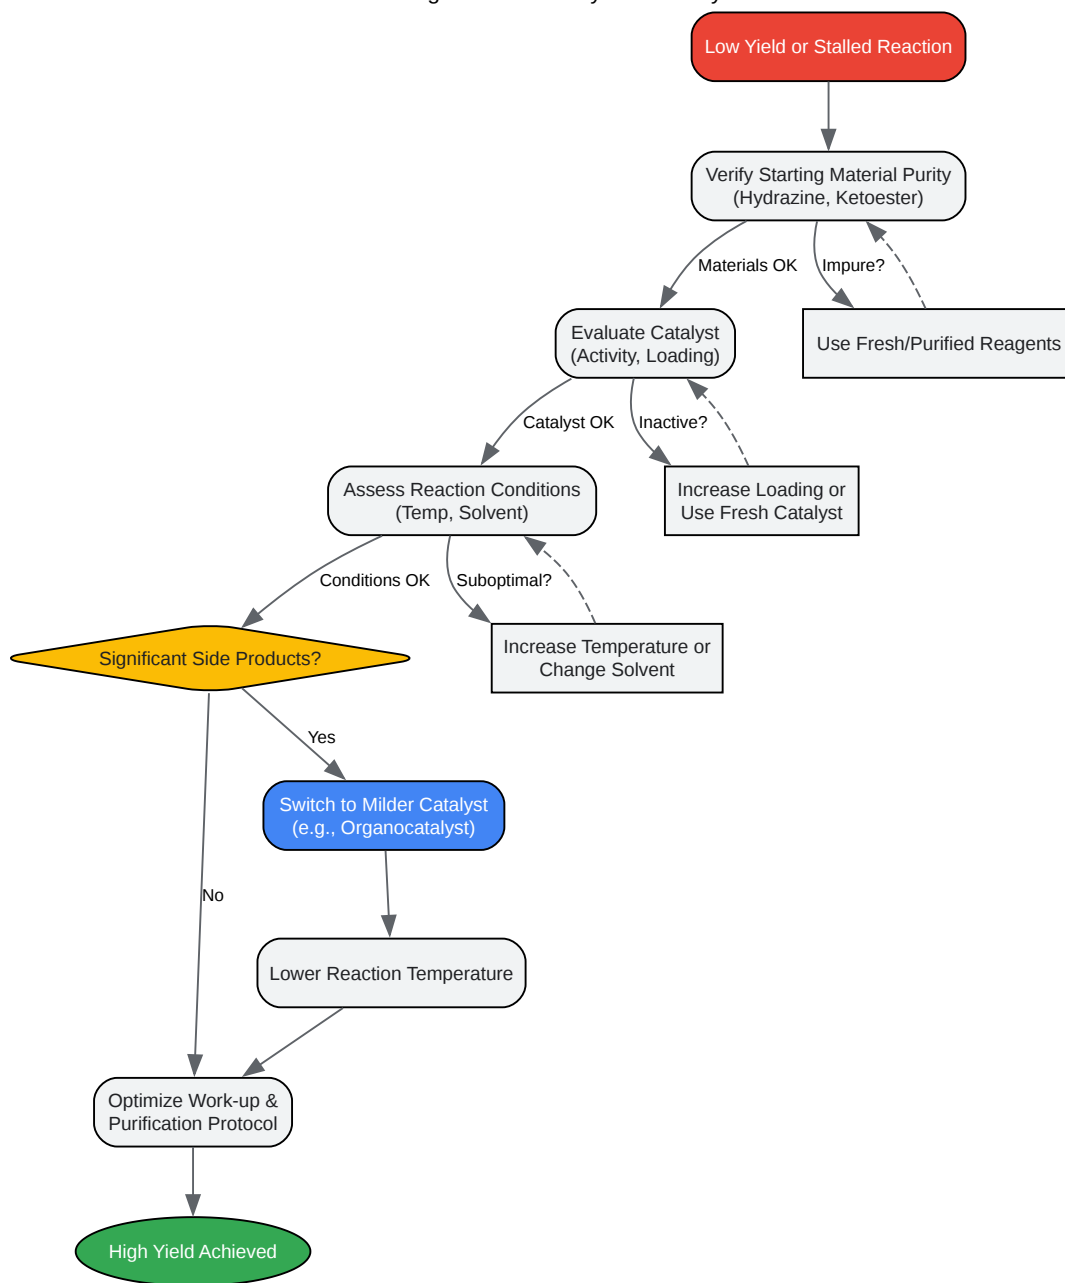 Low Yield or Stalled Reaction
Verify Starting Material Purity
(Hydrazine, Ketoester)
Materials OK
Impure?
Evaluate Catalyst
(Activity, Loading)
Use Fresh/Purified Reagents
Catalyst OK
Inactive?
Assess Reaction Conditions
(Temp, Solvent)
Increase Loading or
Use Fresh Catalyst
Conditions OK
Suboptimal?
Significant Side Products?
Increase Temperature or
Change Solvent
Yes
Switch to Milder Catalyst
(e.g., Organocatalyst)
No
Lower Reaction Temperature
Optimize Work-up &
Purification Protocol
High Yield Achieved